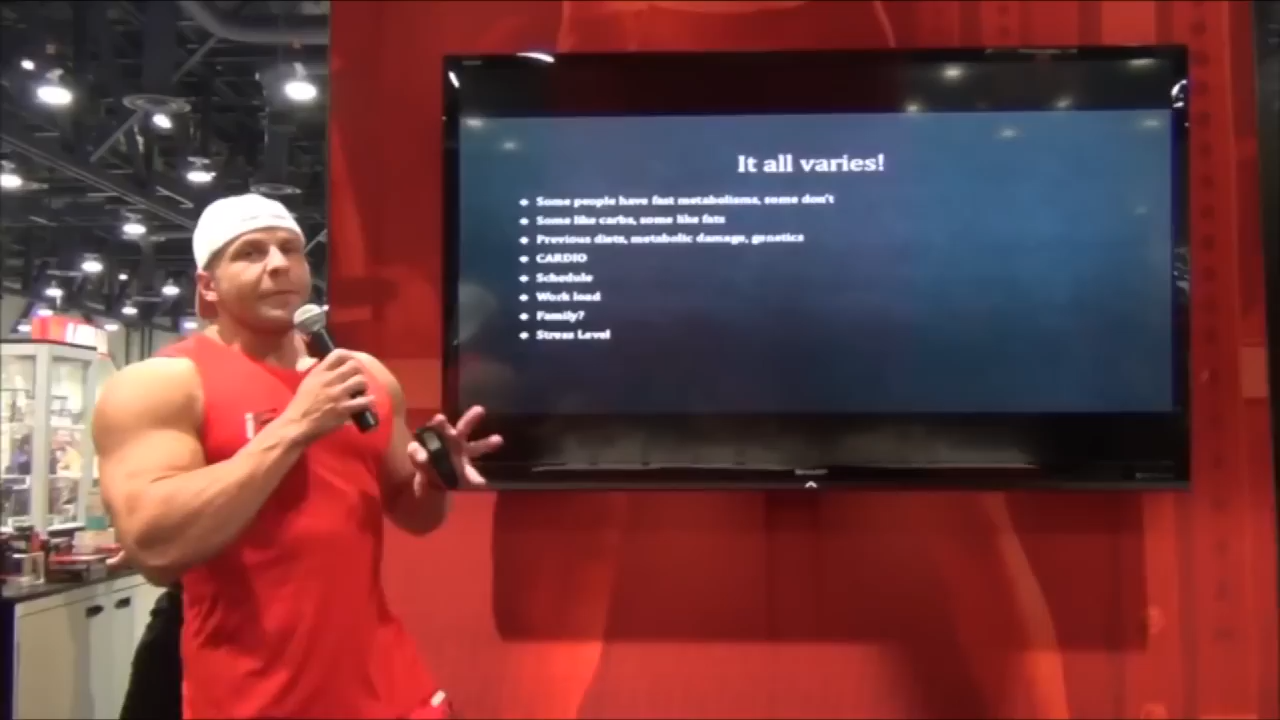 It all varies!
Some people have fast metabolisms, some don't
Some like carbs, some like fats
Previous diets, metabolic damage, genetics
CARDIO
Schedule
Work load
Family?
Stress Level